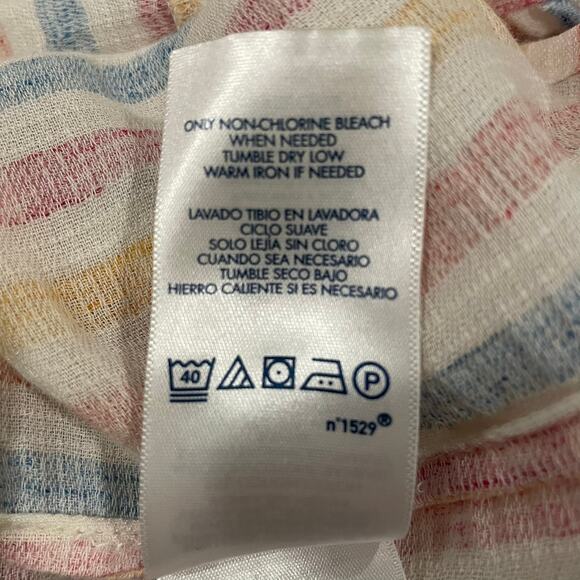 ONLY NON-CHLORINE BLEACH
WHEN NEEDED
TUMBLE DRY LOW
WARM IRON IF NEEDED
LAVADO TIBIO EN LAVADORA
CICLO SUAVE
SOLO LEJÍA SIN CLORO
CUANDO SEA NECESARIO
TUMBLE SECO BAJO
HIERRO CALIENTE SI ES NECESARIO
40 P
n°1529®